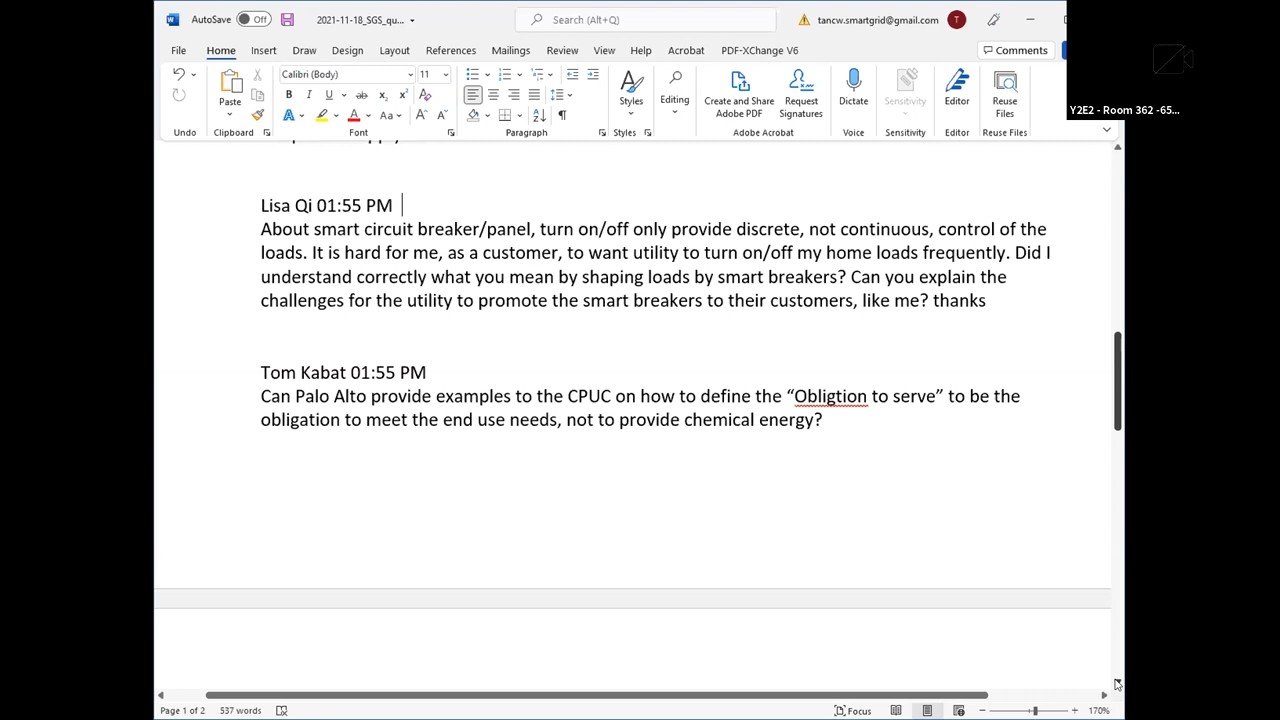 AutoSave Off 2021-11-18_SGS_qu... Search (Alt+Q) tancw.smartgrid@gmail.com T
File Home Insert Draw Design Layout References Mailings Review View Help Acrobat PDF-XChange V6 Comments
Y2E2 - Room 362 -65...
Calibri (Body) 11
Paste Styles Editing Create and Share Adobe PDF Request Signatures Dictate Sensitivity Editor Reuse Files
Undo Clipboard Font Paragraph Styles Adobe Acrobat Voice Sensitivity Editor Reuse Files
Lisa Qi 01:55 PM
About smart circuit breaker/panel, turn on/off only provide discrete, not continuous, control of the
loads. It is hard for me, as a customer, to want utility to turn on/off my home loads frequently. Did I
understand correctly what you mean by shaping loads by smart breakers? Can you explain the
challenges for the utility to promote the smart breakers to their customers, like me? thanks
Tom Kabat 01:55 PM
Can Palo Alto provide examples to the CPUC on how to define the “Obligtion to serve” to be the
obligation to meet the end use needs, not to provide chemical energy?
Page 1 of 2 537 words Focus 170%